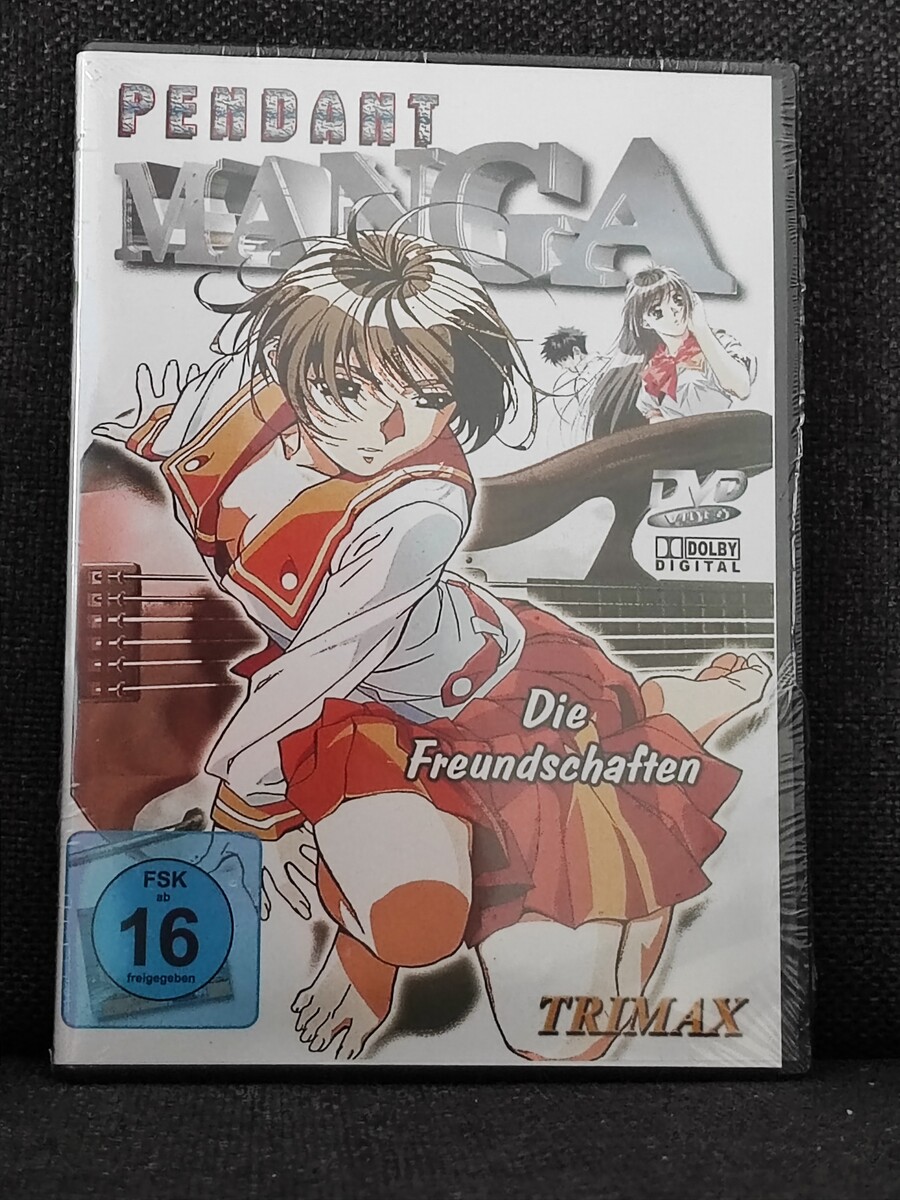 PENDANT
MANGA
DVD
VIDEO
DOLBY
DIGITAL
Die
Freundschaften
FSK
ab
16
freigegeben
TRIMAX